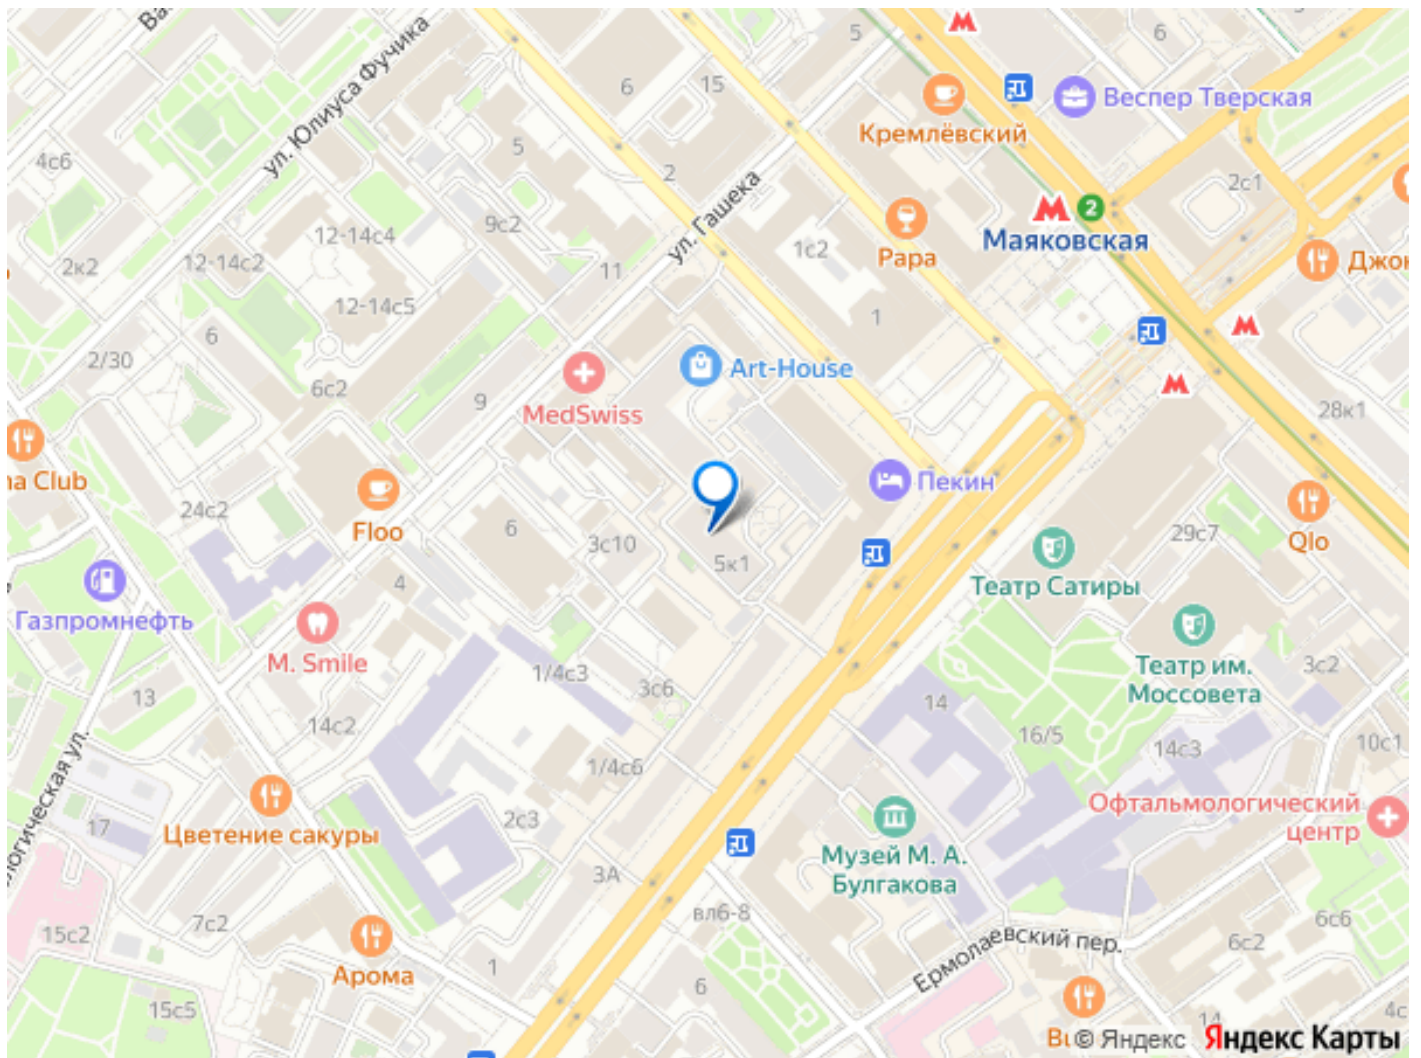 5
6
ул. Юлиуса Фучика
6
15
Веспер Тверская
Кремлёвский
4с6
5
2
2с1
ул. Гашека
2
9с2
12-14с4
Маяковская
1с2
Papa
2к2
12-14с2
11
12-14с5
1
6
2/30
Art-House
6с2
9
MedSwiss
28к1
24с2
Пекин
Floo
6
3с10
5к1
29с7
Qlo
4
Театр Сатиры
Газпромнефть
M. Smile
1/4с3
Театр им.
Моссовета
3с2
13
3с6
14
14с2
16/5
14с3
10с1
1/4с6
Офтальмологический
центр
17
Цветение сакуры
2с3
Музей М. А.
Булгакова
3А
вл6-8
7с2
15с2
6с6
6с2
Ермолаевский пер.
Арома
1
6
15с5
14
© Яндекс
Яндекс Карты